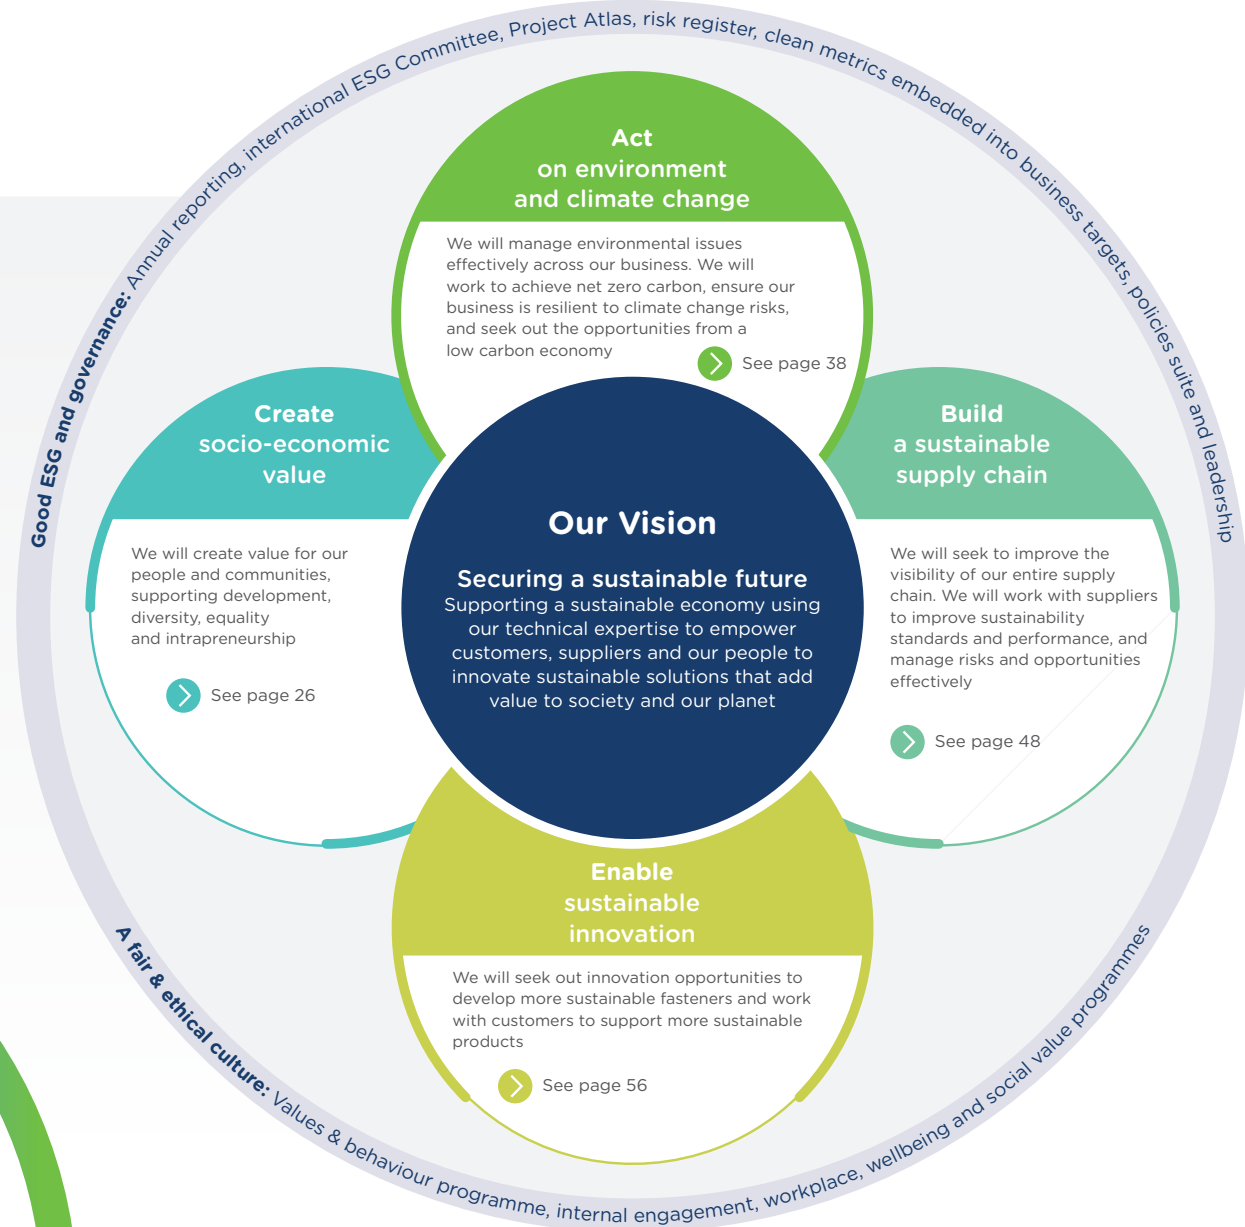 Good ESG and governance: Annual reporting, international ESG Committee, Project Atlas, risk register, clean metrics embedded into business targets, policies suite and leadership
Act
on environment
and climate change
We will manage environmental issues
effectively across our business. We will
work to achieve net zero carbon, ensure our
business is resilient to climate change risks,
and seek out the opportunities from a
low carbon economy
See page 38
Create
socio-economic
value
We will create value for our
people and communities,
supporting development,
diversity, equality
and intrapreneurship
See page 26
Our Vision
Securing a sustainable future
Supporting a sustainable economy using
our technical expertise to empower
customers, suppliers and our people to
innovate sustainable solutions that add
value to society and our planet
Build
a sustainable
supply chain
We will seek to improve the
visibility of our entire supply
chain. We will work with suppliers
to improve sustainability
standards and performance, and
manage risks and opportunities
effectively
See page 48
Enable
sustainable
innovation
We will seek out innovation opportunities to
develop more sustainable fasteners and work
with customers to support more sustainable
products
See page 56
A fair & ethical culture: Values & behaviour programme, internal engagement, workplace, wellbeing and social value programmes